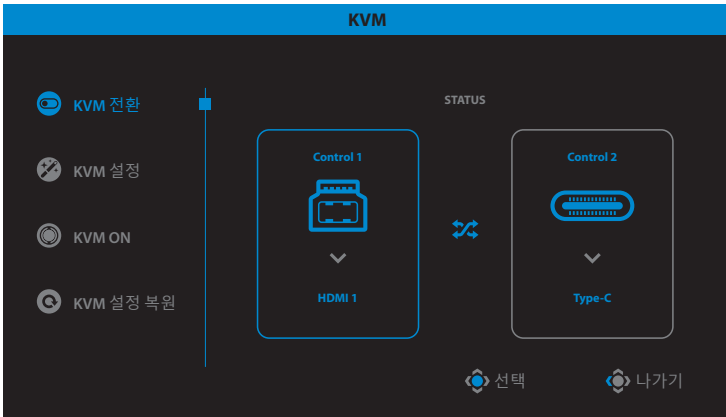 KVM
KVM 전환
KVM 설정
KVM ON
KVM 설정 복원
STATUS
Control 1
HDMI 1
Control 2
Type-C
선택
나가기